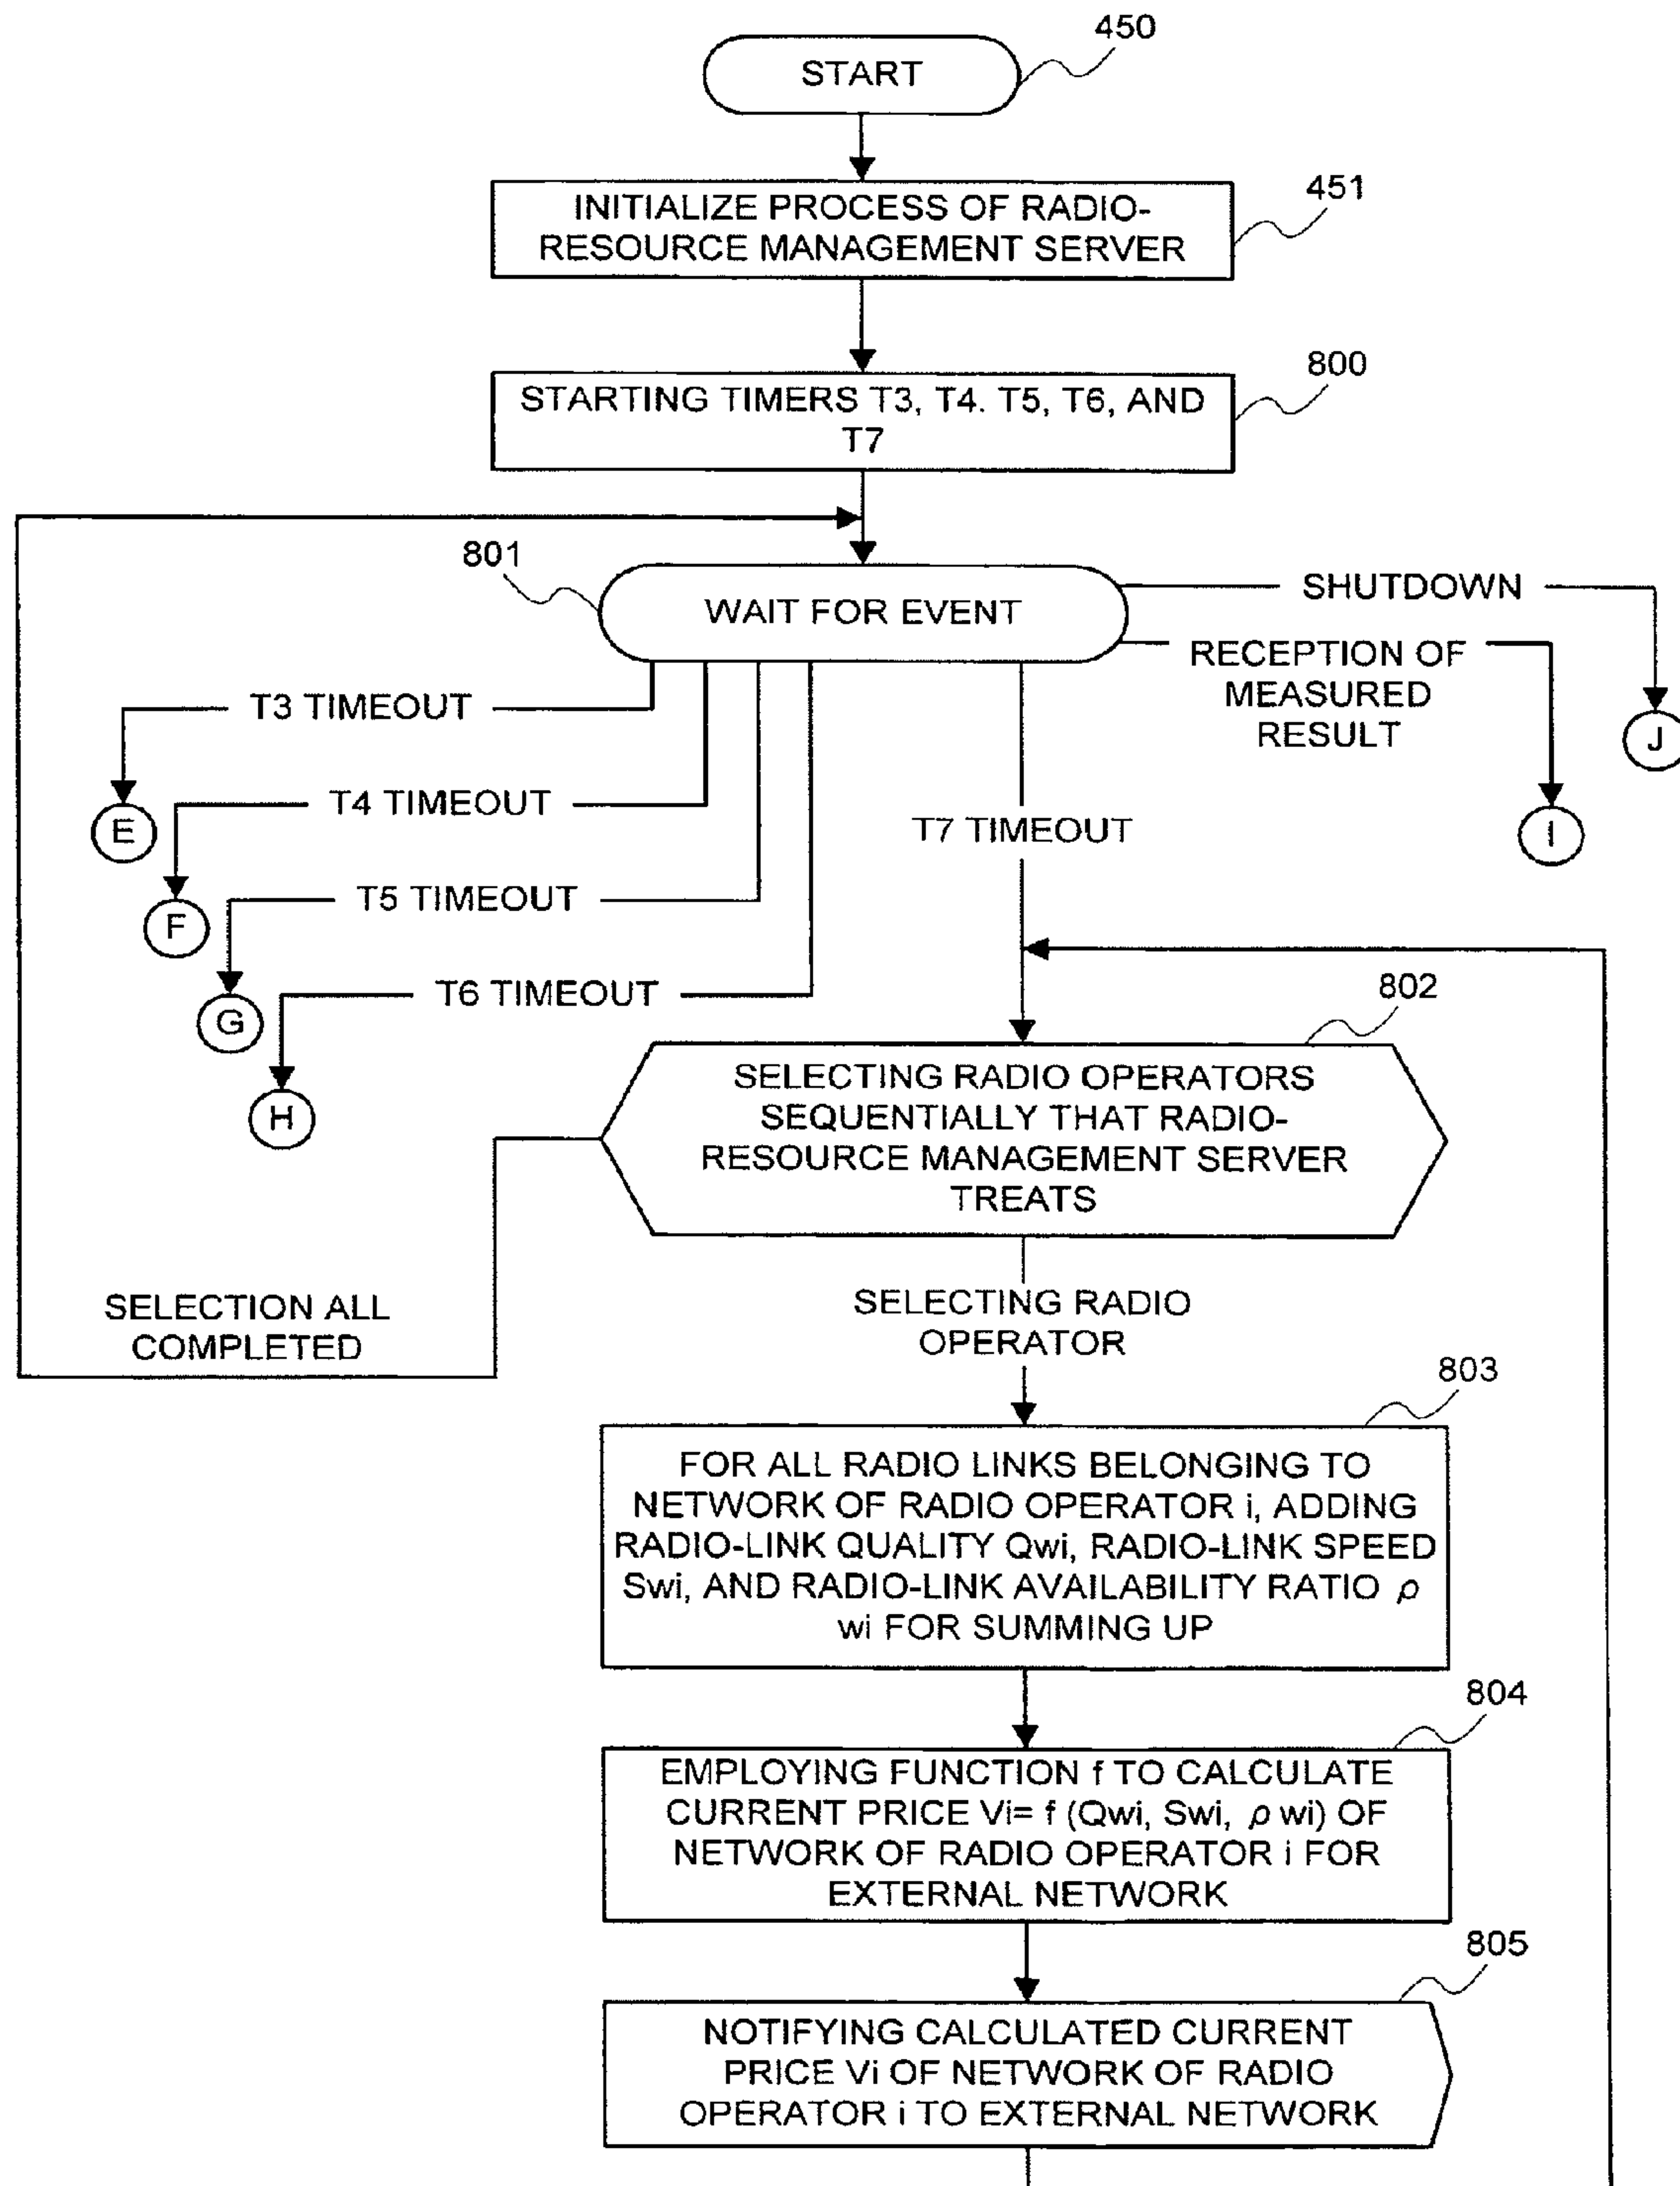 450
START
451
INITIALIZE PROCESS OF RADIO-
RESOURCE MANAGEMENT SERVER
800
STARTING TIMERS T3, T4. T5, T6, AND
T7
801
WAIT FOR EVENT
SHUTDOWN
RECEPTION OF
MEASURED
RESULT
J
I
T3 TIMEOUT
E
T4 TIMEOUT
F
T5 TIMEOUT
G
T6 TIMEOUT
H
T7 TIMEOUT
802
SELECTING RADIO OPERATORS
SEQUENTIALLY THAT RADIO-
RESOURCE MANAGEMENT SERVER
TREATS
SELECTION ALL
COMPLETED
SELECTING RADIO
OPERATOR
803
FOR ALL RADIO LINKS BELONGING TO
NETWORK OF RADIO OPERATOR i, ADDING
RADIO-LINK QUALITY Qwi, RADIO-LINK SPEED
Swi, AND RADIO-LINK AVAILABILITY RATIO ρ
wi FOR SUMMING UP
804
EMPLOYING FUNCTION f TO CALCULATE
CURRENT PRICE Vi= f (Qwi, Swi, ρ wi) OF
NETWORK OF RADIO OPERATOR i FOR
EXTERNAL NETWORK
805
NOTIFYING CALCULATED CURRENT
PRICE Vi OF NETWORK OF RADIO
OPERATOR i TO EXTERNAL NETWORK